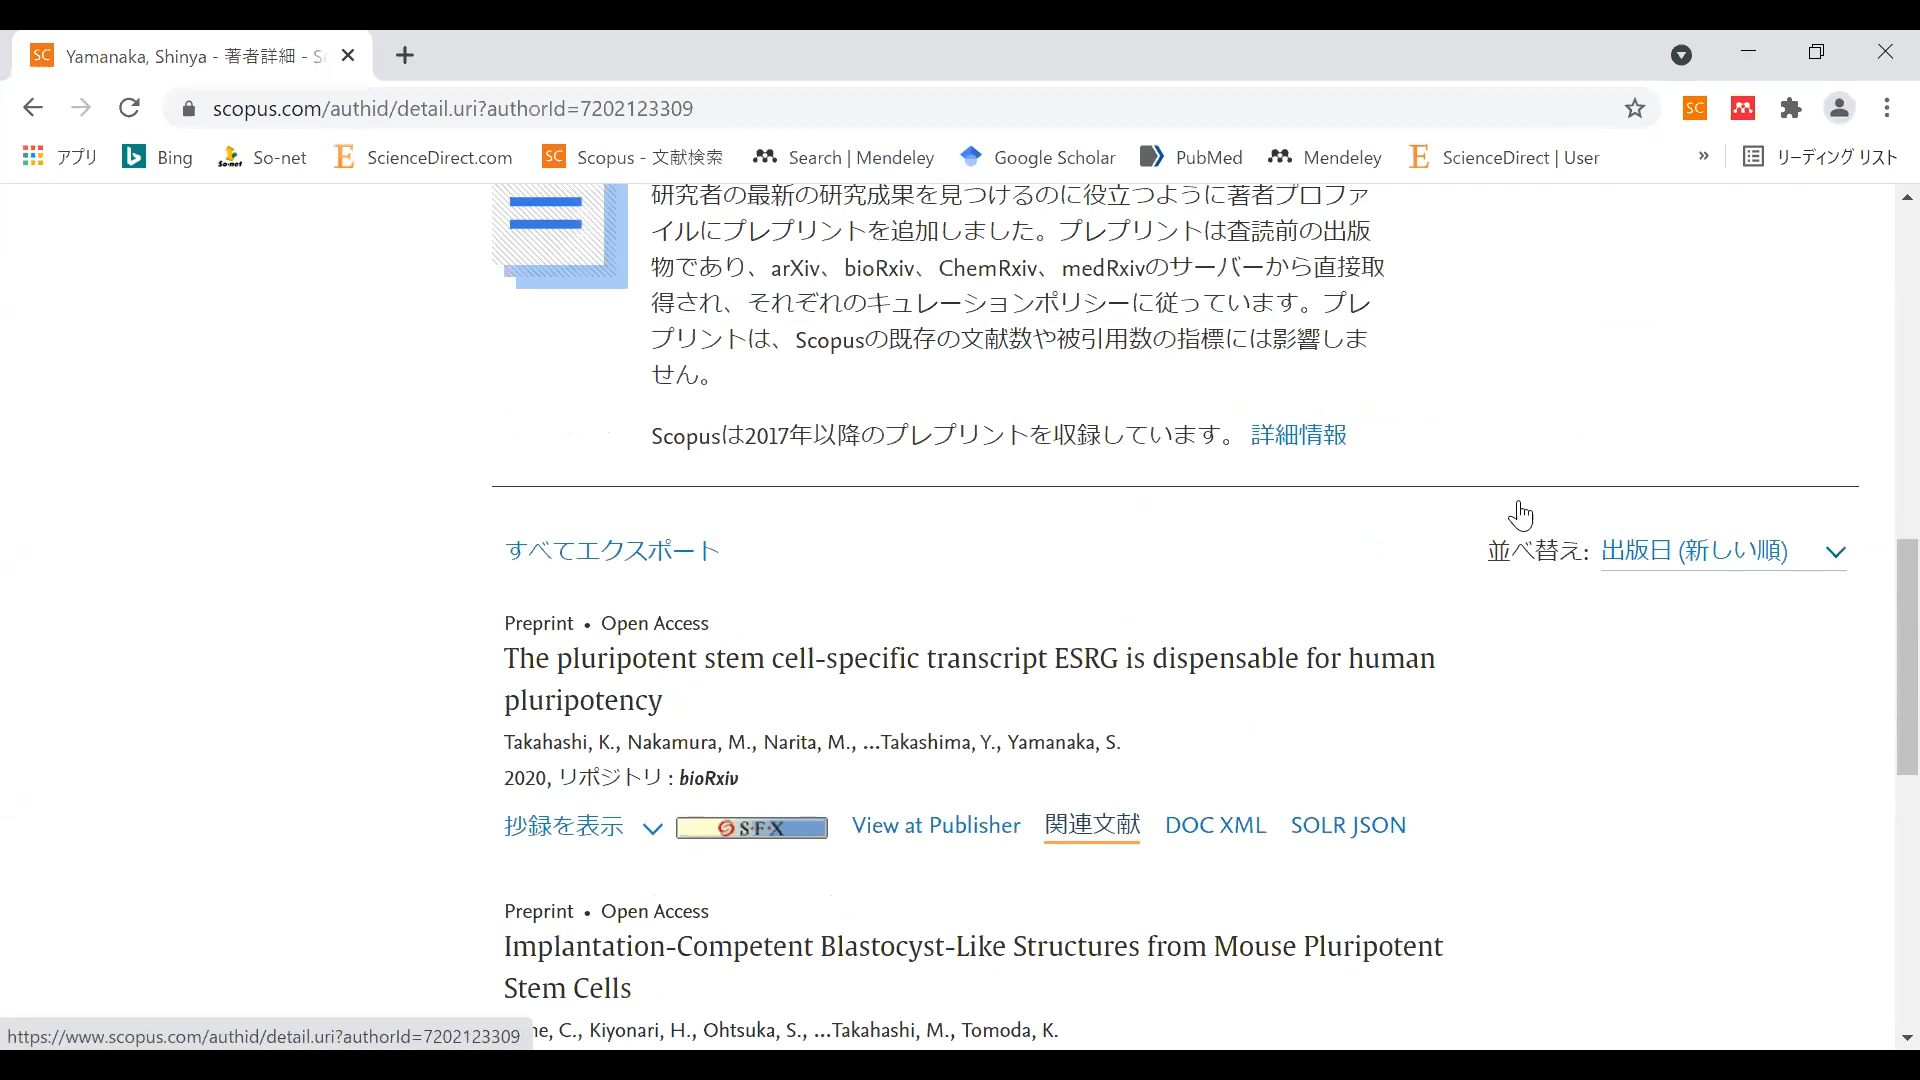 SC Yamanaka, Shinya - 著者詳細 - S
scopus.com/authid/detail.uri?authorId=7202123309
SC
アプリ Bing So-net ScienceDirect.com SC Scopus - 文献検索 Search | Mendeley Google Scholar PubMed Mendeley ScienceDirect | User » リーディング リスト
研究者の最新の研究成果を見つけるのに役立つように著者プロファ
イルにプレプリントを追加しました。プレプリントは査読前の出版
物であり、arXiv、bioRxiv、ChemRxiv、medRxivのサーバーから直接取
得され、それぞれのキュレーションポリシーに従っています。プレ
プリントは、Scopusの既存の文献数や被引用数の指標には影響しま
せん。
Scopusは2017年以降のプレプリントを収録しています。 詳細情報
すべてエクスポート
並べ替え: 出版日 (新しい順)
Preprint • Open Access
The pluripotent stem cell-specific transcript ESRG is dispensable for human
pluripotency
Takahashi, K., Nakamura, M., Narita, M., ...Takashima, Y., Yamanaka, S.
2020, リポジトリ : bioRxiv
抄録を表示 S·F·X View at Publisher 関連文献 DOC XML SOLR JSON
Preprint • Open Access
Implantation-Competent Blastocyst-Like Structures from Mouse Pluripotent
Stem Cells
ne, C., Kiyonari, H., Ohtsuka, S., ...Takahashi, M., Tomoda, K.
https://www.scopus.com/authid/detail.uri?authorId=7202123309